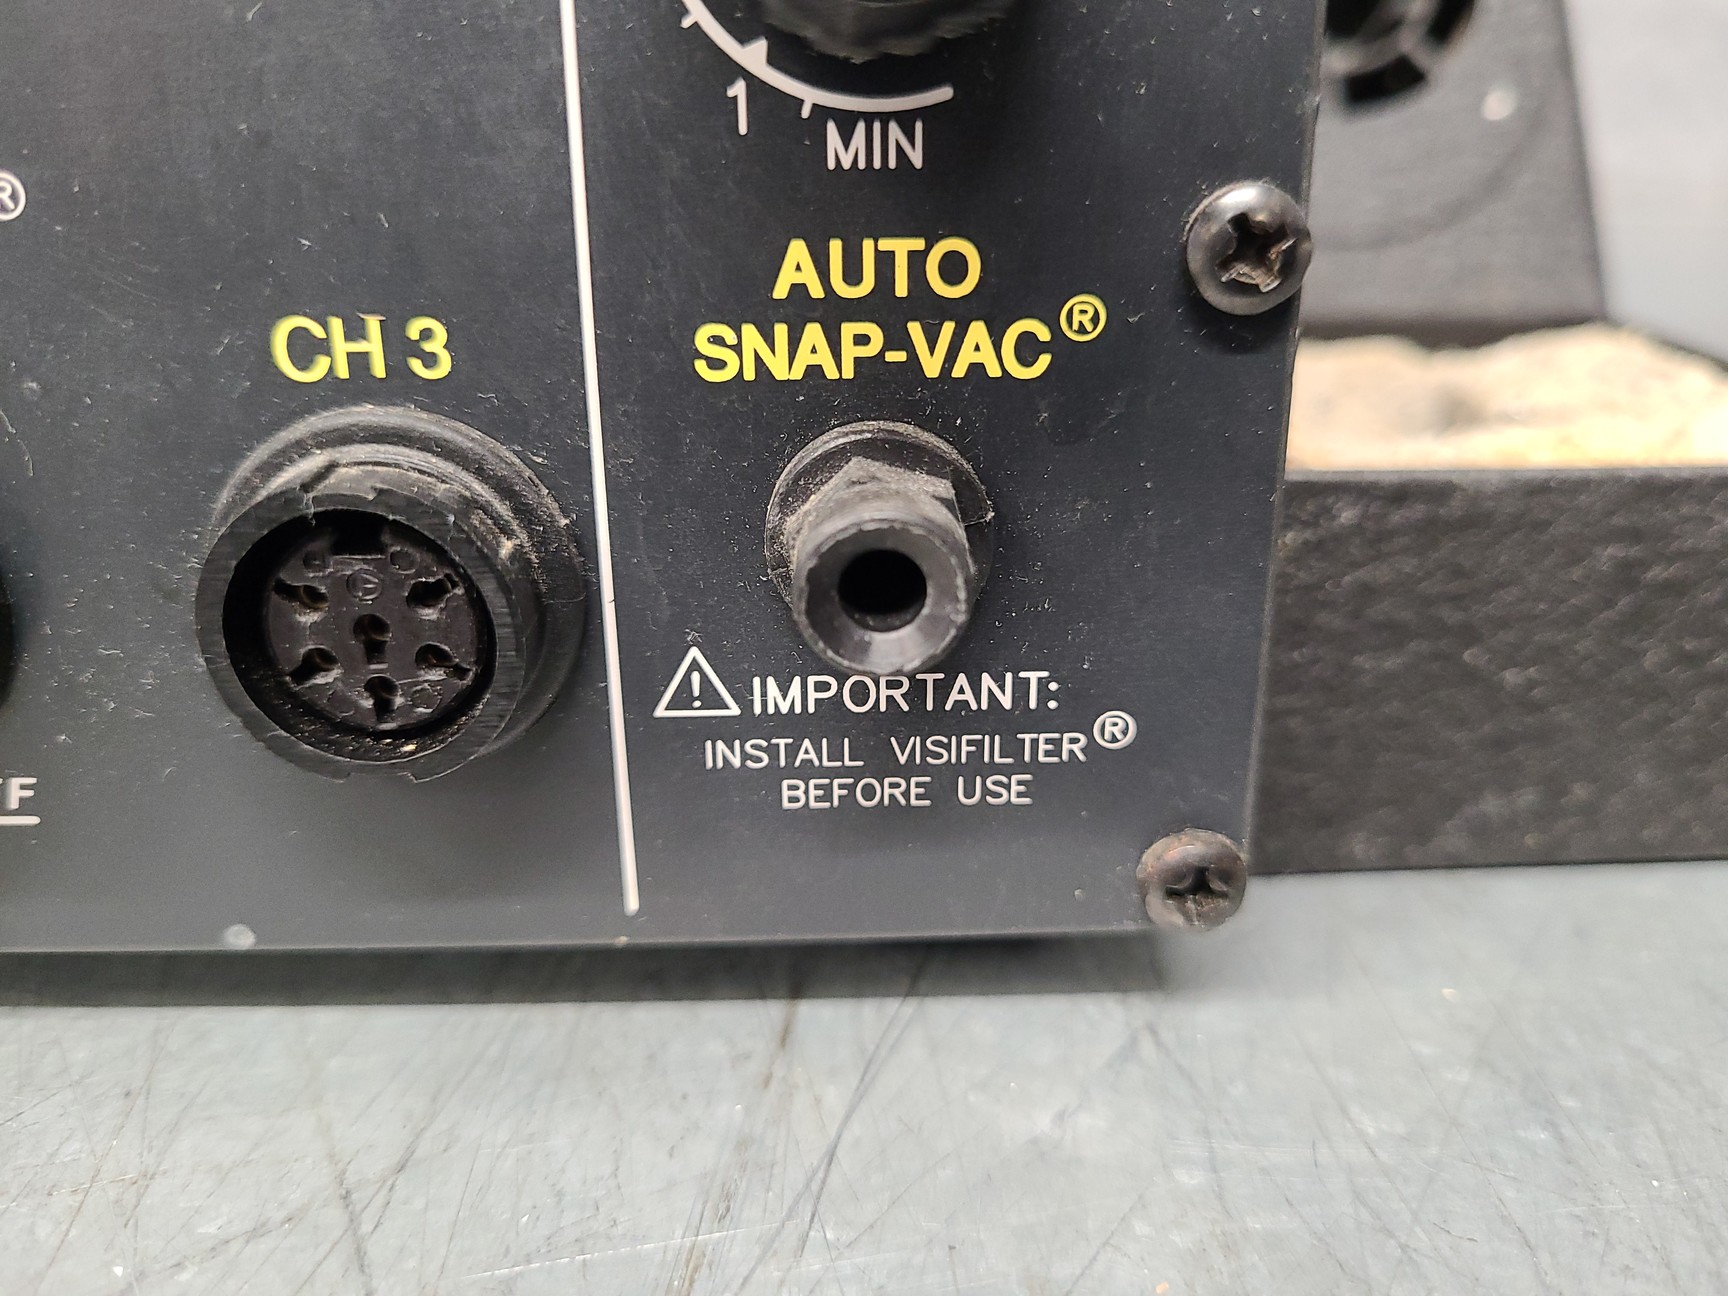 1
MIN
®
AUTO
SNAP-VAC®
CH 3
IMPORTANT:
INSTALL VISIFILTER®
BEFORE USE